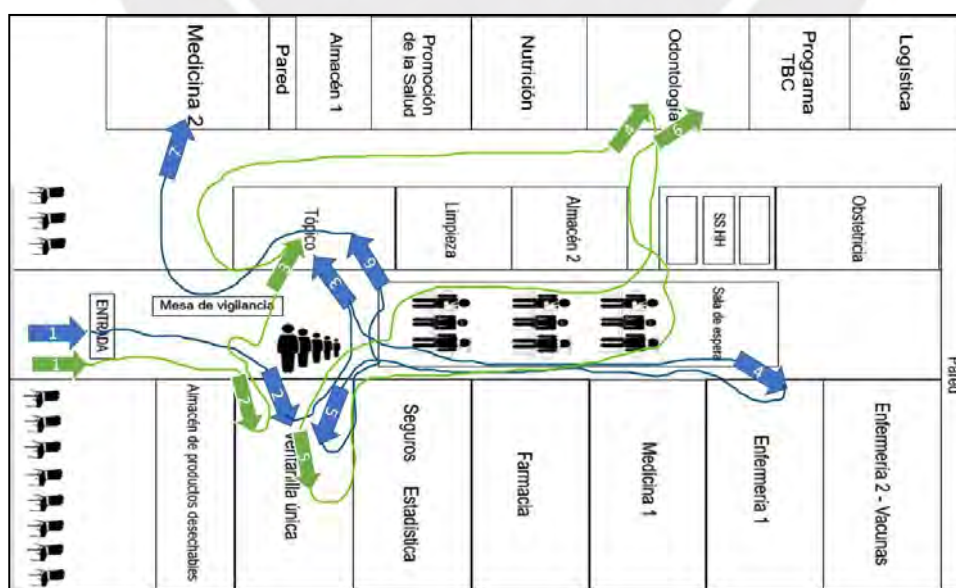 Medicina 2
Pared
Almacén 1
Promoción
de la Salud
Nutrición
Odontología
Programa
TBC
Logística
7
4
6
Tópico
Limpieza
Almacén 2
SS.HH
Obstetricia
3
3
6
ENTRADA
Mesa de vigilancia
Sala de espera
1
1
2
2
5
5
4
Pared
Almacén de productos desechables
Ventanilla única
Seguros Estadística
Farmacia
Medicina 1
Enfermería 1
Enfermería 2 - Vacunas